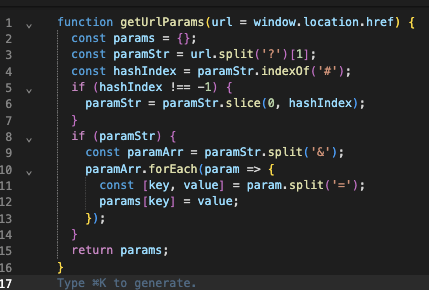 1 function getUrlParams(url = window.location.href) {
2   const params = {};
3   const paramStr = url.split('?')[1];
4   const hashIndex = paramStr.indexOf('#');
5   if (hashIndex !== -1) {
6     paramStr = paramStr.slice(0, hashIndex);
7   }
8   if (paramStr) {
9     const paramArr = paramStr.split('&');
10     paramArr.forEach(param => {
11       const [key, value] = param.split('=');
12       params[key] = value;
13     });
14   }
15   return params;
16 }
17 Type ⌘K to generate.